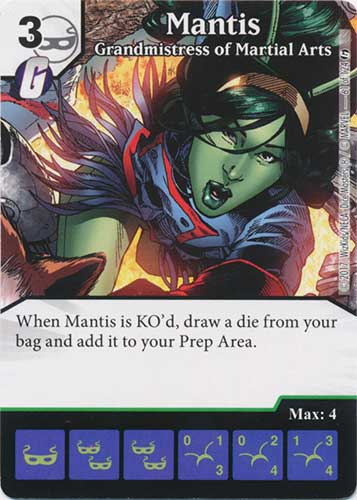 3
Mantis
Grandmistress of Martial Arts
G
When Mantis is KO'd, draw a die from your
bag and add it to your Prep Area.
Max: 4
0 1 3
0 2 4
1 3 4